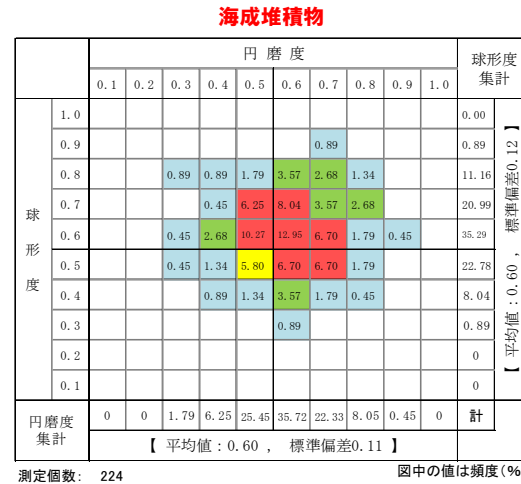 海成堆積物
円 磨 度
球形度
集計
0.1 0.2 0.3 0.4 0.5 0.6 0.7 0.8 0.9 1.0
球形度
1.0 0.00
0.9 0.89 0.89
0.8 0.89 0.89 1.79 3.57 2.68 1.34 11.16
0.7 0.45 6.25 8.04 3.57 2.68 20.99
0.6 0.45 2.68 10.27 12.95 6.70 1.79 0.45 35.29
0.5 0.45 1.34 5.80 6.70 6.70 1.79 22.78
0.4 0.89 1.34 3.57 1.79 0.45 8.04
0.3 0.89 0.89
0.2 0
0.1 0
【 平均値:0.60 , 標準偏差0.12 】
円磨度
集計
0 0 1.79 6.25 25.45 35.72 22.33 8.05 0.45 0 計
【 平均値:0.60 , 標準偏差0.11 】
測定個数: 224
図中の値は頻度(%